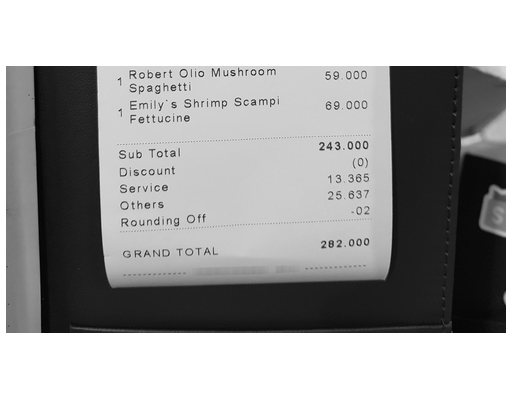 1 Robert Olio Mushroom Spaghetti 59.000
1 Emily`s Shrimp Scampi Fettucine 69.000
Sub Total 243.000
Discount (0)
Service 13.365
Others 25.637
Rounding Off -02
GRAND TOTAL 282.000